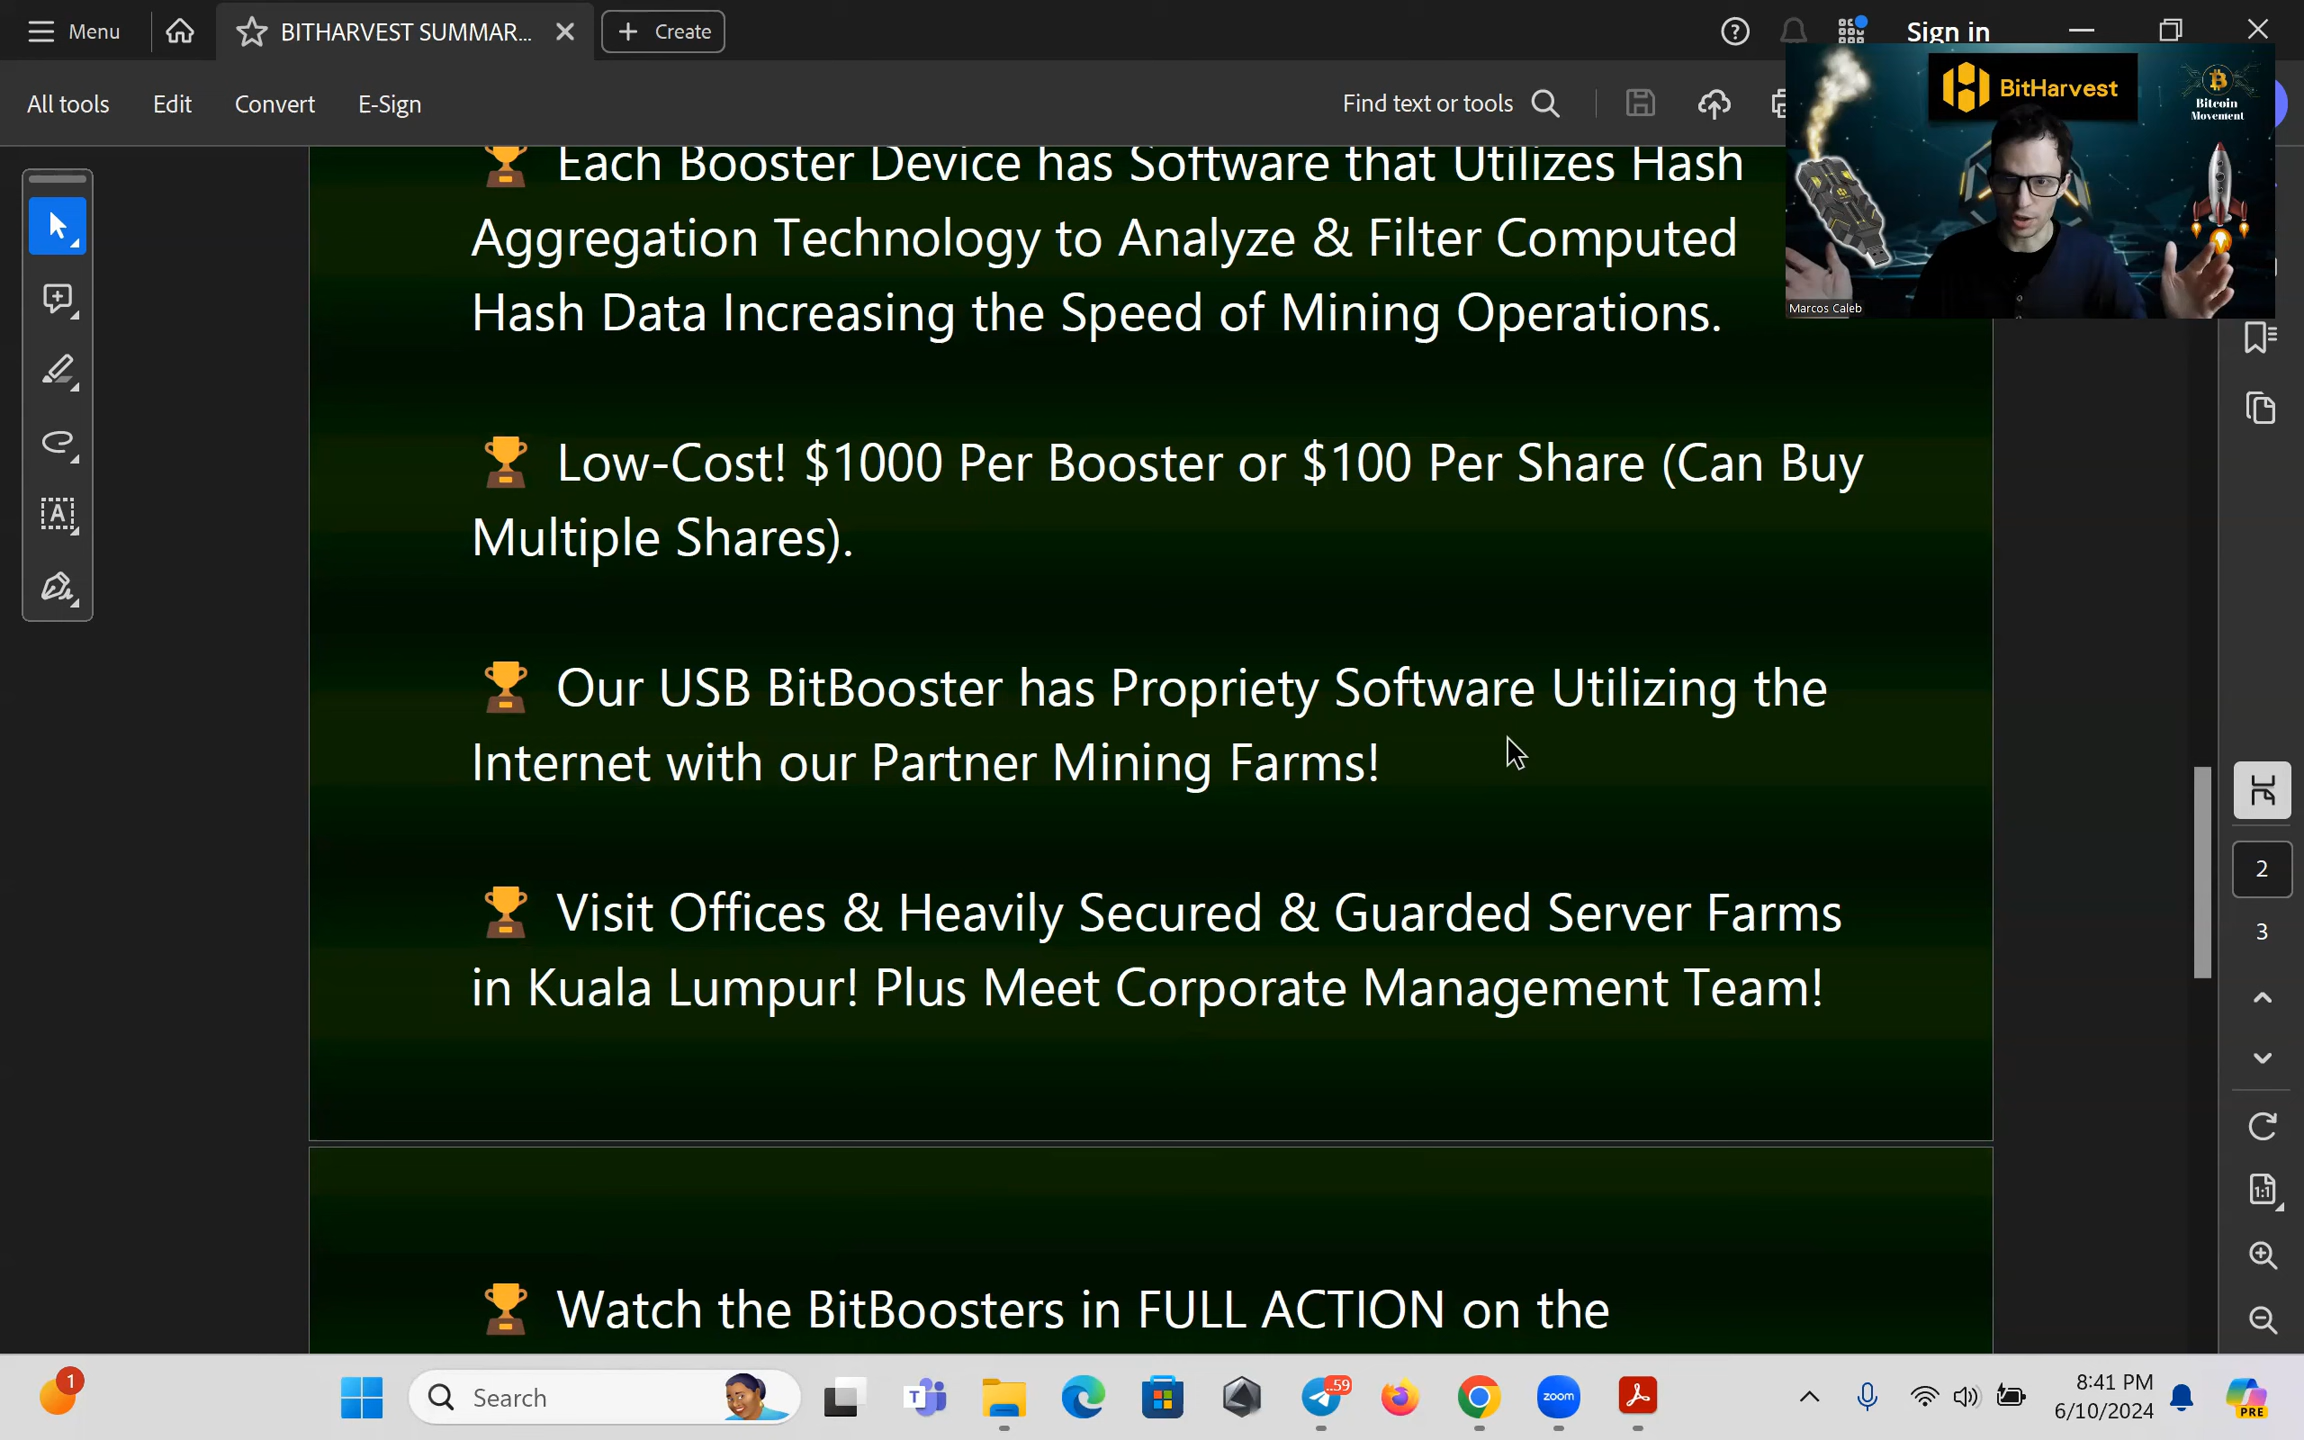 Menu
BITHARVEST SUMMAR...
Create
Sign in
All tools
Edit
Convert
E-Sign
Find text or tools
BitHarvest
Bitcoin
Movement
Marcos Caleb
Each Booster Device has Software that Utilizes Hash
Aggregation Technology to Analyze & Filter Computed
Hash Data Increasing the Speed of Mining Operations.
Low-Cost! $1000 Per Booster or $100 Per Share (Can Buy
Multiple Shares).
Our USB BitBooster has Propriety Software Utilizing the
Internet with our Partner Mining Farms!
Visit Offices & Heavily Secured & Guarded Server Farms
in Kuala Lumpur! Plus Meet Corporate Management Team!
Watch the BitBoosters in FULL ACTION on the
2
3
1:1
1
Search
T
..59
zoom
8:41 PM
6/10/2024
PRE